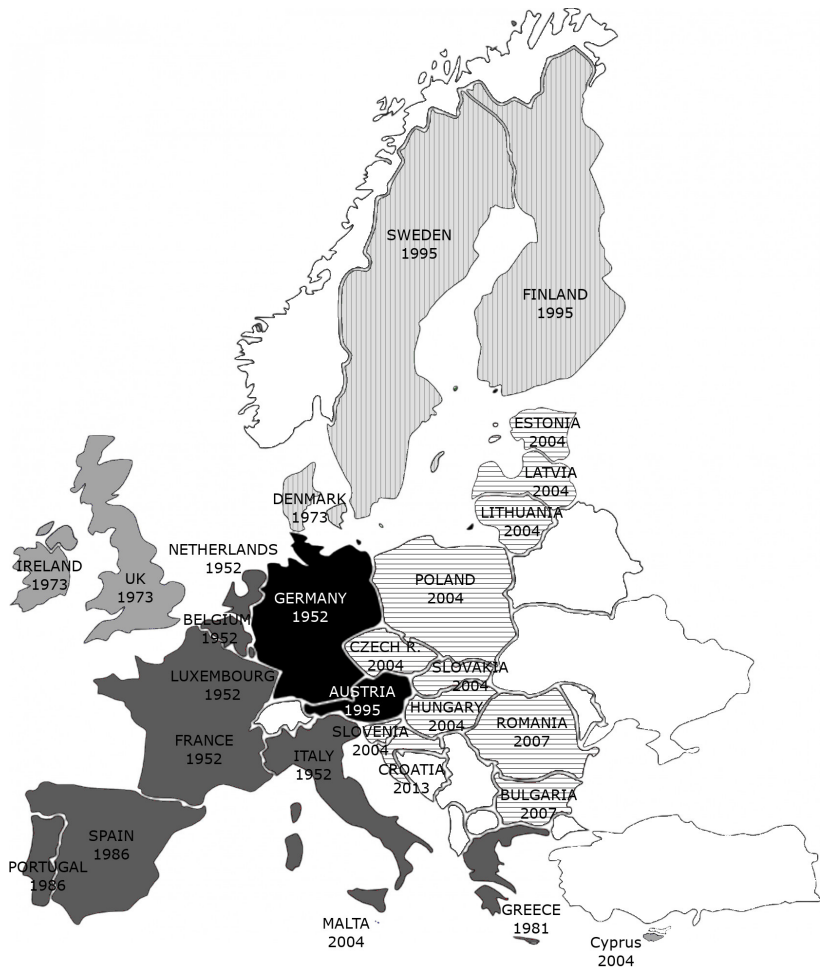 SWEDEN
1995
FINLAND
1995
ESTONIA
2004
LATVIA
2004
LITHUANIA
2004
DENMARK
1973
NETHERLANDS
1952
IRELAND
1973
UK
1973
GERMANY
1952
POLAND
2004
BELGIUM
1952
CZECH R.
2004
SLOVAKIA
2004
LUXEMBOURG
1952
AUSTRIA
1995
HUNGARY
2004
ROMANIA
2007
SLOVENIA
2004
FRANCE
1952
ITALY
1952
CROATIA
2013
BULGARIA
2007
SPAIN
1986
PORTUGAL
1986
GREECE
1981
MALTA
2004
Cyprus
2004